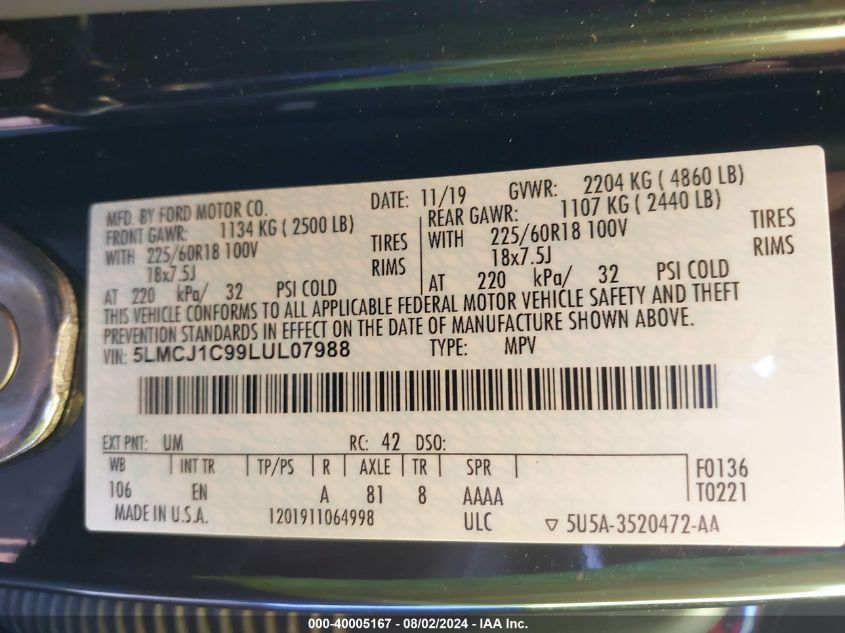 MFD. BY FORD MOTOR CO. DATE: 11/19 GVWR: 2204 KG ( 4860 LB)
FRONT GAWR: 1134 KG ( 2500 LB) REAR GAWR: 1107 KG ( 2440 LB)
WITH 225/60R18 100V TIRES WITH 225/60R18 100V TIRES
18x7.5J RIMS 18x7.5J RIMS
AT 220 kPa/ 32 PSI COLD AT 220 kPa/ 32 PSI COLD
THIS VEHICLE CONFORMS TO ALL APPLICABLE FEDERAL MOTOR VEHICLE SAFETY AND THEFT
PREVENTION STANDARDS IN EFFECT ON THE DATE OF MANUFACTURE SHOWN ABOVE.
VIN: 5LMCJ1C99LUL07988 TYPE: MPV
EXT PNT: UM RC: 42 DSO:
WB INT TR TP/PS R AXLE TR SPR F0136
106 EN A 81 8 AAAA T0221
MADE IN U.S.A. 1201911064998 ULC ▽ 5U5A-3520472-AA
000-40005167 - 08/02/2024 - IAA Inc.